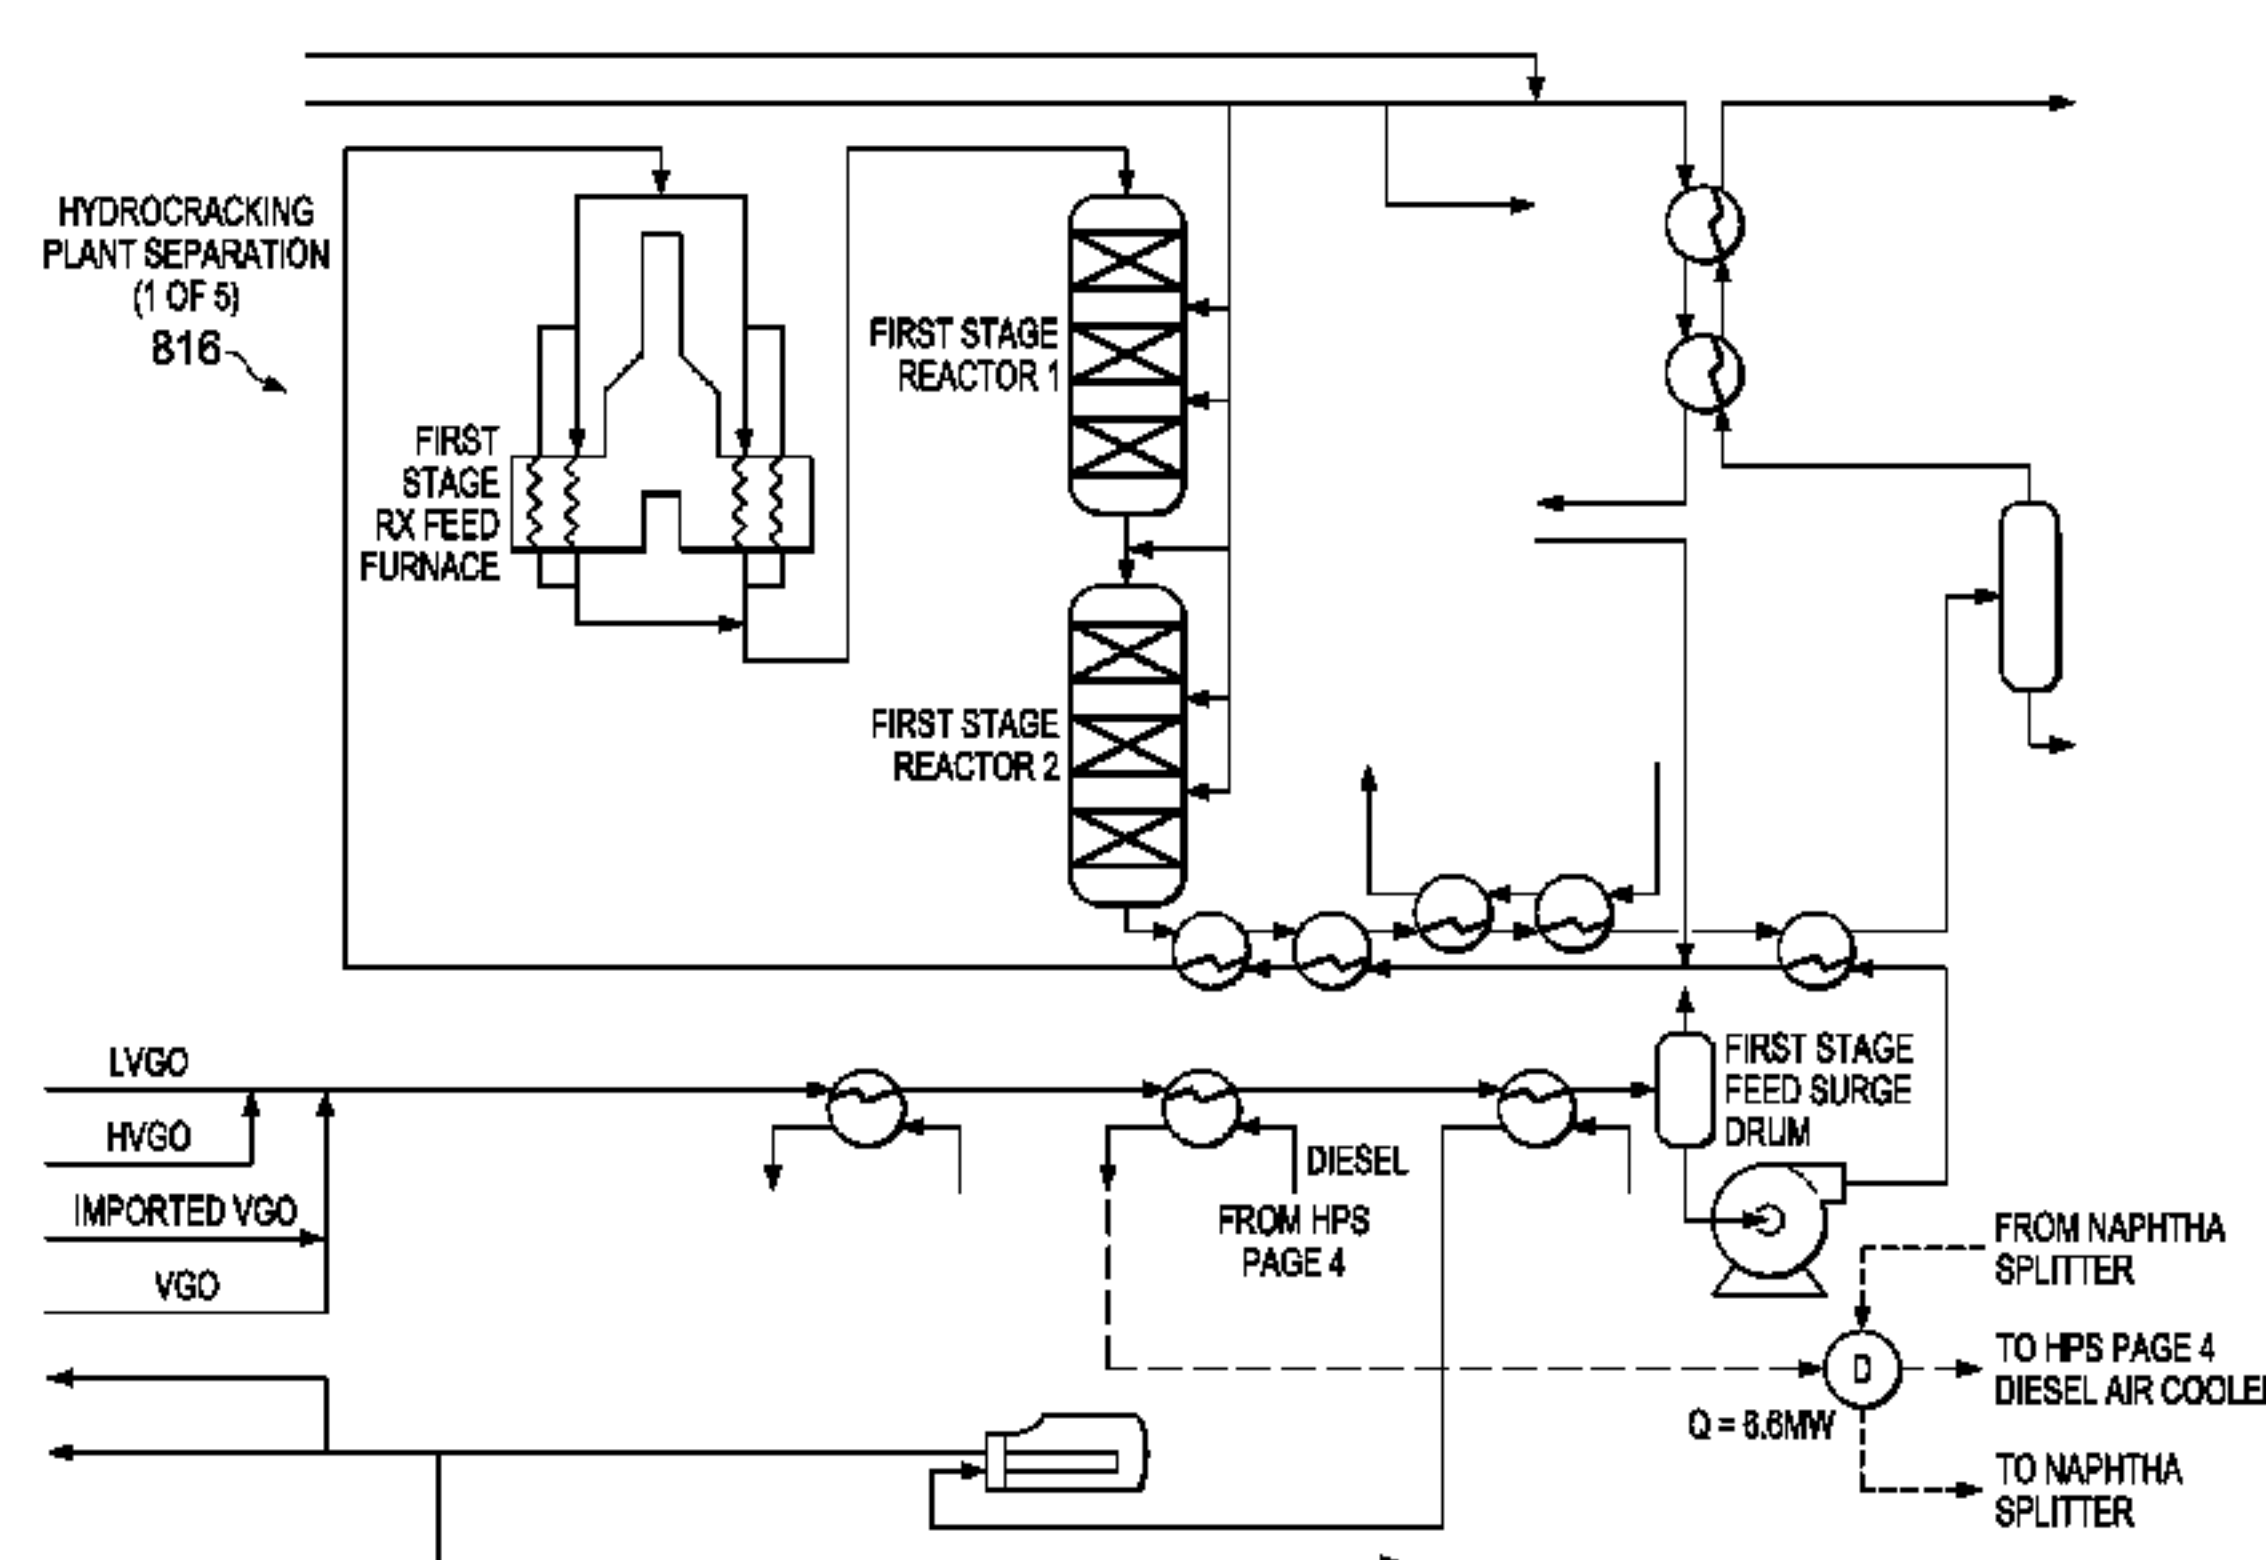 HYDROCRACKING
PLANT SEPARATION
(1 OF 5)
816
FIRST
STAGE
RX FEED
FURNACE
FIRST STAGE
REACTOR 1
FIRST STAGE
REACTOR 2
LVGO
HVGO
IMPORTED VGO
VGO
DIESEL
FROM HPS
PAGE 4
FIRST STAGE
FEED SURGE
DRUM
FROM NAPHTHA
SPLITTER
D
TO HPS PAGE 4
DIESEL AIR COOLE
Q = 6.6MW
TO NAPHTHA
SPLITTER